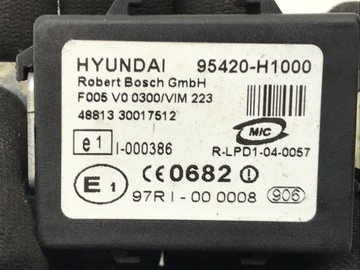 HYUNDAI 95420-H1000
Robert Bosch GmbH
F005 V0 0300/VIM 223
48813 30017512
MIC
e1 I-000386 R-LPD1-04-0057
E1 CE0682
97RI-00 0008 906